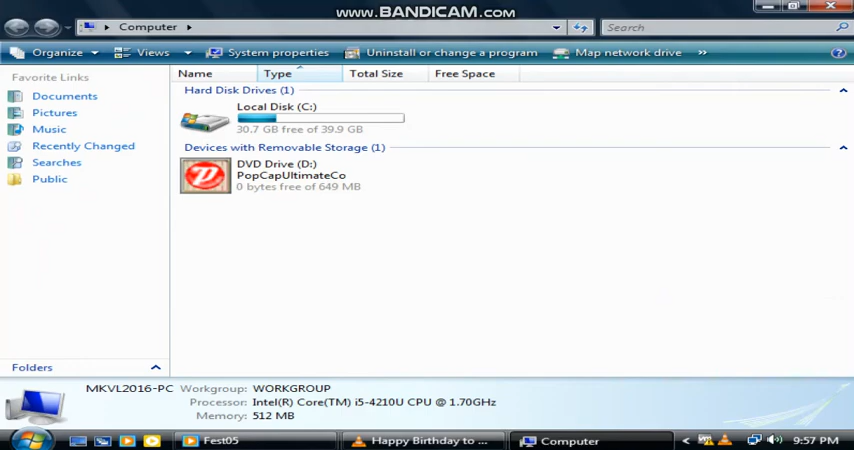 www.BANDICAM.com
Computer
Search
Organize Views System properties Uninstall or change a program Map network drive »
Favorite Links
Documents
Pictures
Music
Recently Changed
Searches
Public
Folders
Name Type Total Size Free Space
Hard Disk Drives (1)
Local Disk (C:)
30.7 GB free of 39.9 GB
Devices with Removable Storage (1)
DVD Drive (D:)
PopCapUltimateCo
0 bytes free of 649 MB
MKVL2016-PC Workgroup: WORKGROUP
Processor: Intel(R) Core(TM) i5-4210U CPU @ 1.70GHz
Memory: 512 MB
Fest05 Happy Birthday to ... Computer 9:57 PM